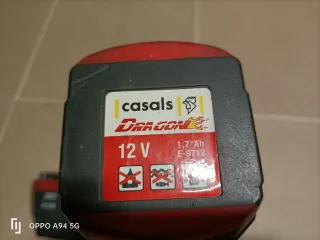 casals
DRAGON
12 V
1.7 Ah
E-9712
OPPO A94 5G